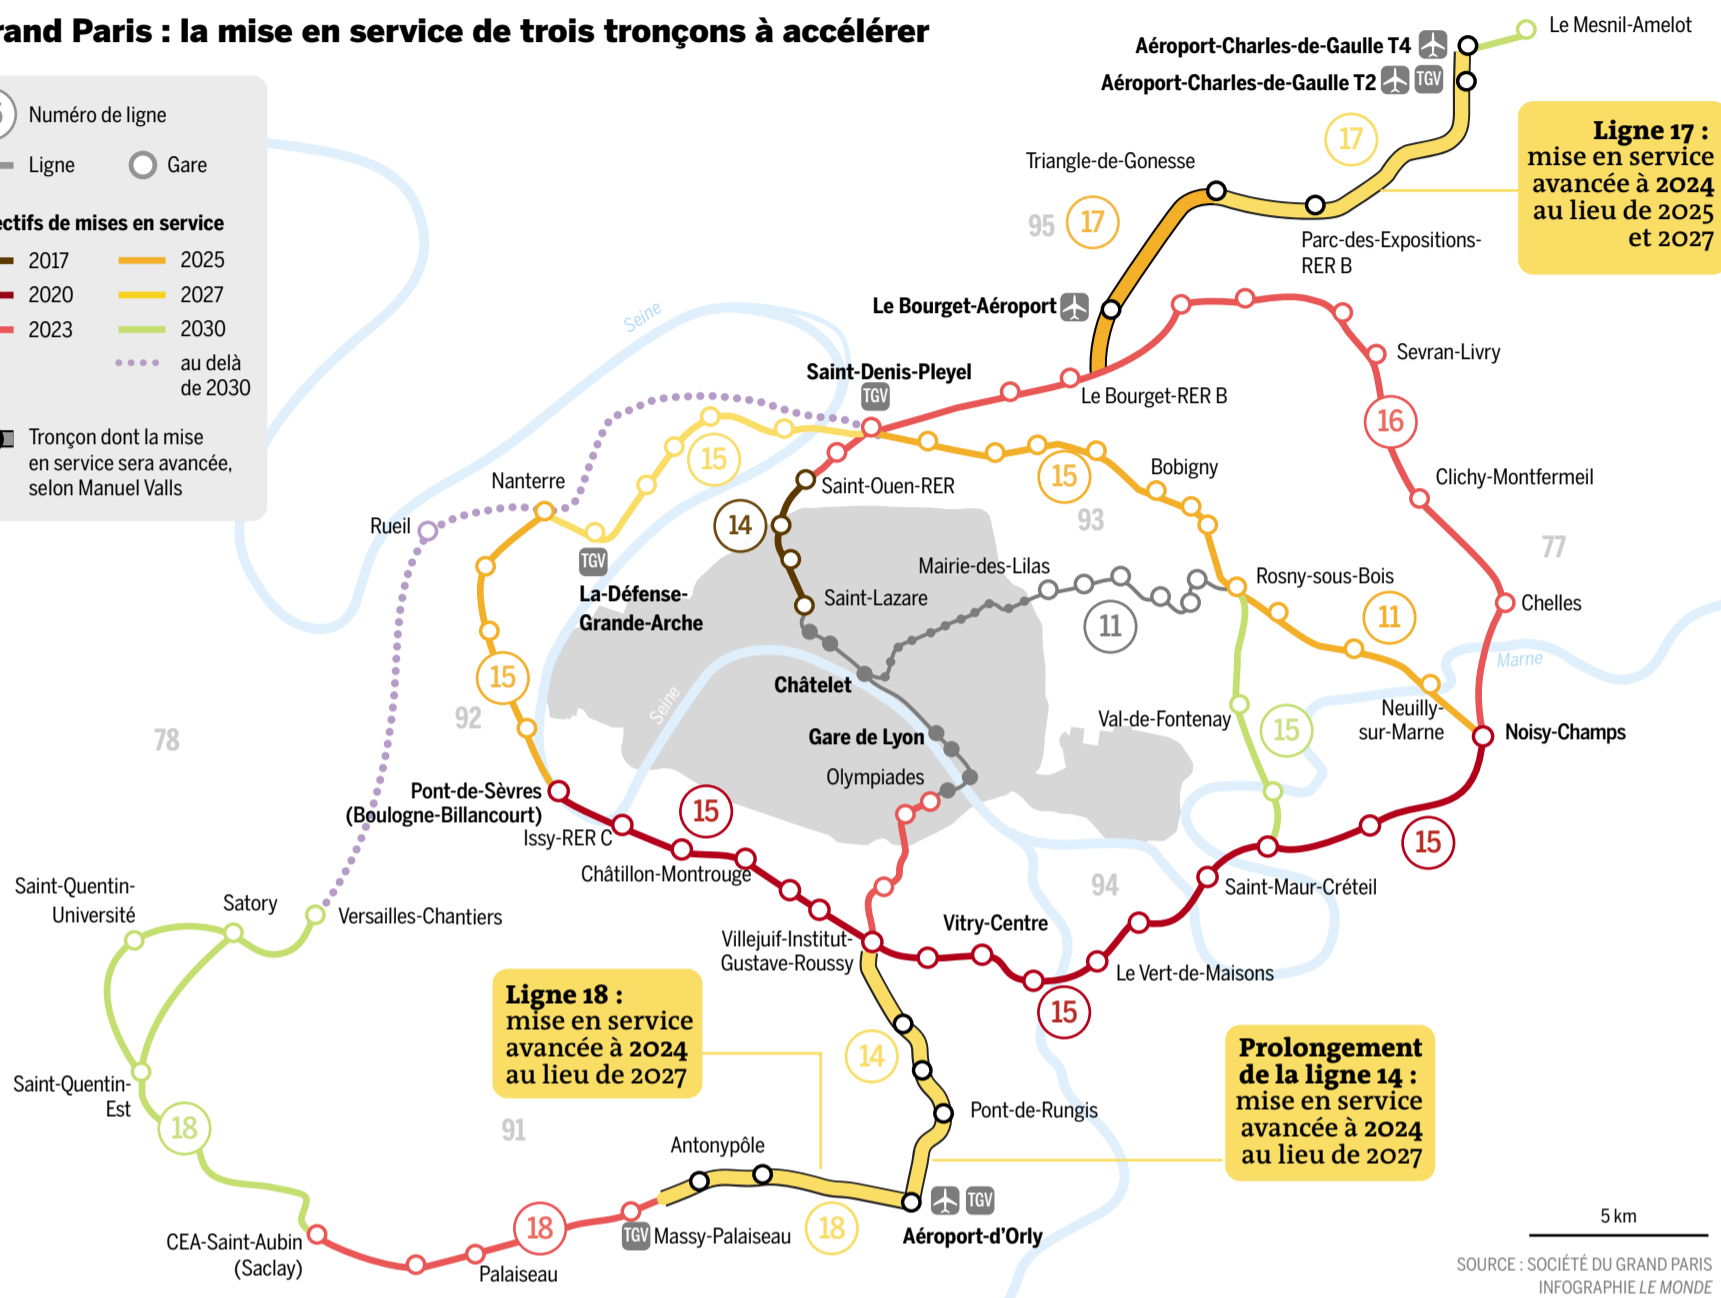 rand Paris : la mise en service de trois tronçons à accélérer
Numéro de ligne
Ligne
Gare
ectifs de mises en service
2017
2025
2020
2027
2023
2030
au delà
de 2030
Tronçon dont la mise
en service sera avancée,
selon Manuel Valls
Le Mesnil-Amelot
Aéroport-Charles-de-Gaulle T4
Aéroport-Charles-de-Gaulle T2 TGV
17
Ligne 17 :
mise en service
avancée à 2024
au lieu de 2025
et 2027
Triangle-de-Gonesse
95
17
Parc-des-Expositions-
RER B
Le Bourget-Aéroport
Seine
Sevran-Livry
Saint-Denis-Pleyel
TGV
Le Bourget-RER B
16
15
15
Bobigny
Clichy-Montfermeil
Nanterre
Saint-Ouen-RER
Rueil
14
93
77
TGV
La-Défense-
Grande-Arche
Mairie-des-Lilas
Rosny-sous-Bois
Saint-Lazare
11
11
Chelles
Marne
15
Châtelet
Seine
92
78
Val-de-Fontenay
15
Neuilly-
sur-Marne
Noisy-Champs
Gare de Lyon
Olympiades
Pont-de-Sèvres
(Boulogne-Billancourt)
15
Issy-RER C
15
Châtillon-Montrouge
94
Saint-Maur-Créteil
Saint-Quentin-
Université
Satory
Versailles-Chantiers
Vitry-Centre
Villejuif-Institut-
Gustave-Roussy
Le Vert-de-Maisons
15
Ligne 18 :
mise en service
avancée à 2024
au lieu de 2027
14
Prolongement
de la ligne 14 :
mise en service
avancée à 2024
au lieu de 2027
Saint-Quentin-
Est
18
91
Pont-de-Rungis
Antonypôle
TGV
18
18
TGV Massy-Palaiseau
Aéroport-d'Orly
CEA-Saint-Aubin
(Saclay)
Palaiseau
5 km
SOURCE : SOCIÉTÉ DU GRAND PARIS
INFOGRAPHIE LE MONDE